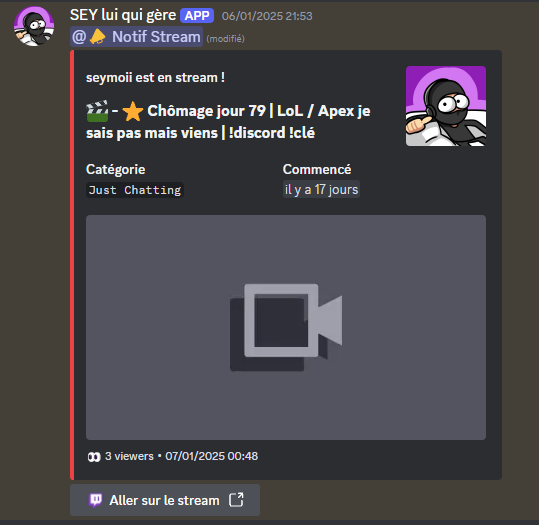 SEY lui qui gère APP 06/01/2025 21:53
@📣 Notif Stream (modifié)
seymoii est en stream !
🎬 - ⭐ Chômage jour 79 | LoL / Apex je
sais pas mais viens | !discord !clé
Catégorie Commencé
Just Chatting il y a 17 jours
👀 3 viewers • 07/01/2025 00:48
Aller sur le stream